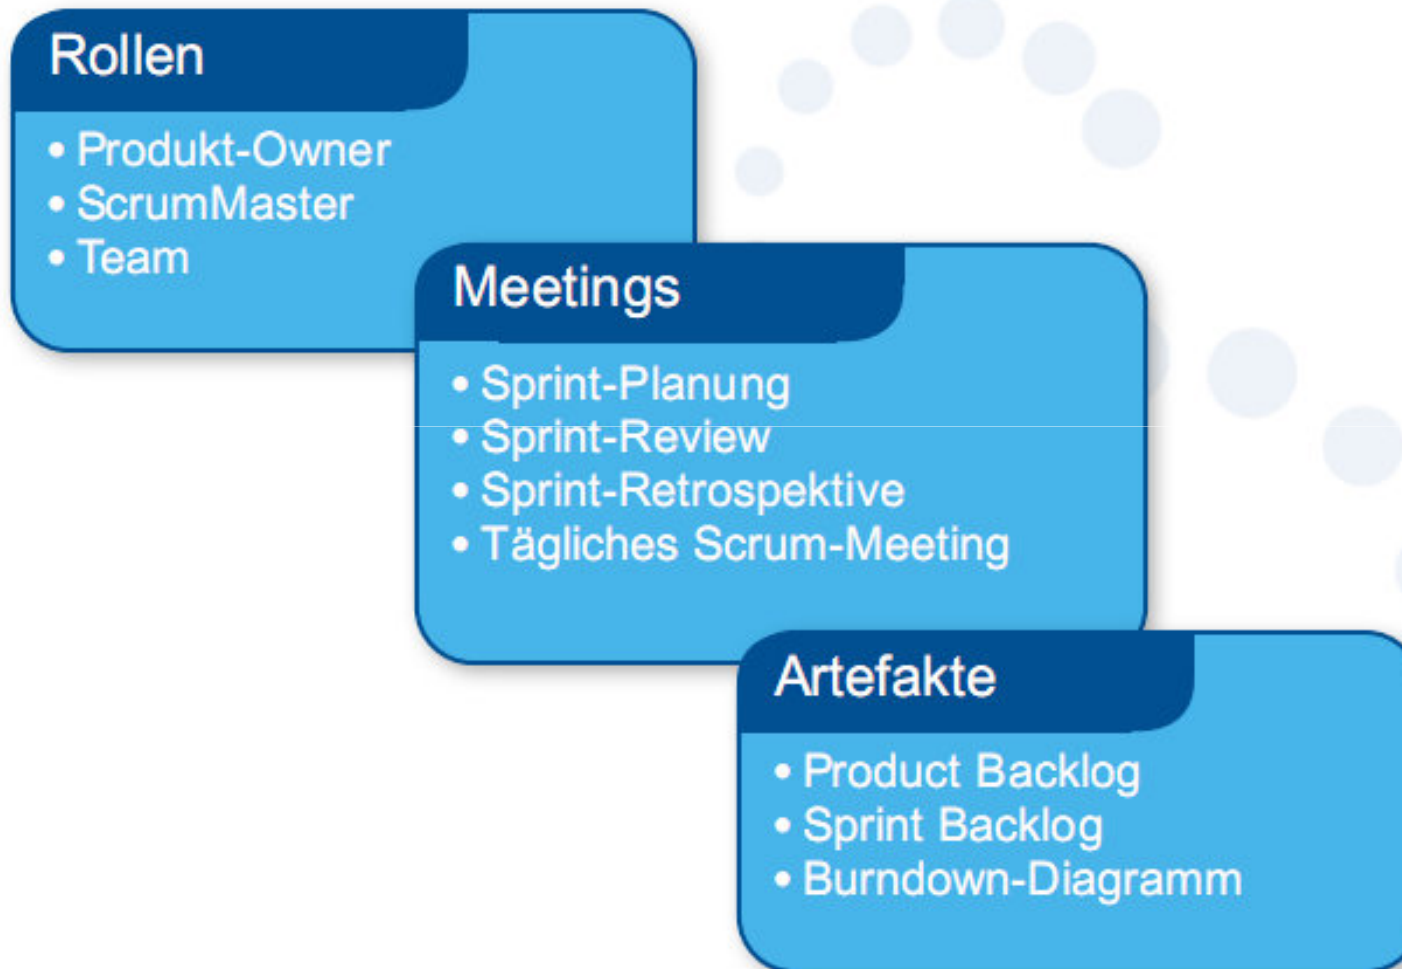 Rollen
• Produkt-Owner
• ScrumMaster
• Team
Meetings
• Sprint-Planung
• Sprint-Review
• Sprint-Retrospektive
• Tägliches Scrum-Meeting
Artefakte
• Product Backlog
• Sprint Backlog
• Burndown-Diagramm